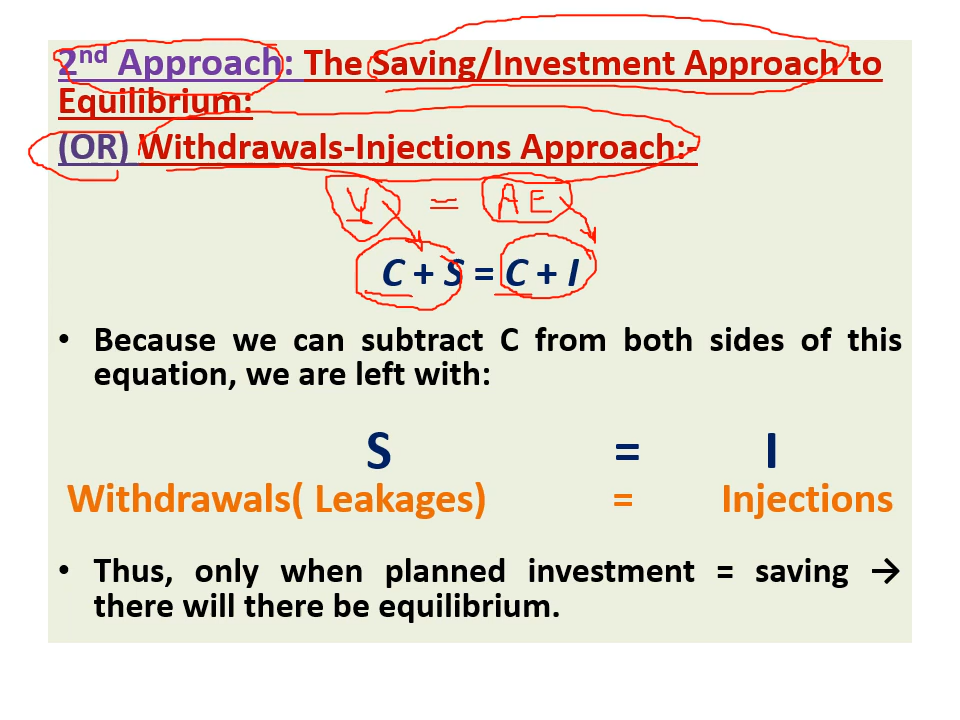 2nd Approach: The Saving/Investment Approach to
Equilibrium:
(OR) Withdrawals-Injections Approach:-
Y = AE
C + S = C + I
• Because we can subtract C from both sides of this
equation, we are left with:
S = I
Withdrawals( Leakages) = Injections
• Thus, only when planned investment = saving →
there will there be equilibrium.